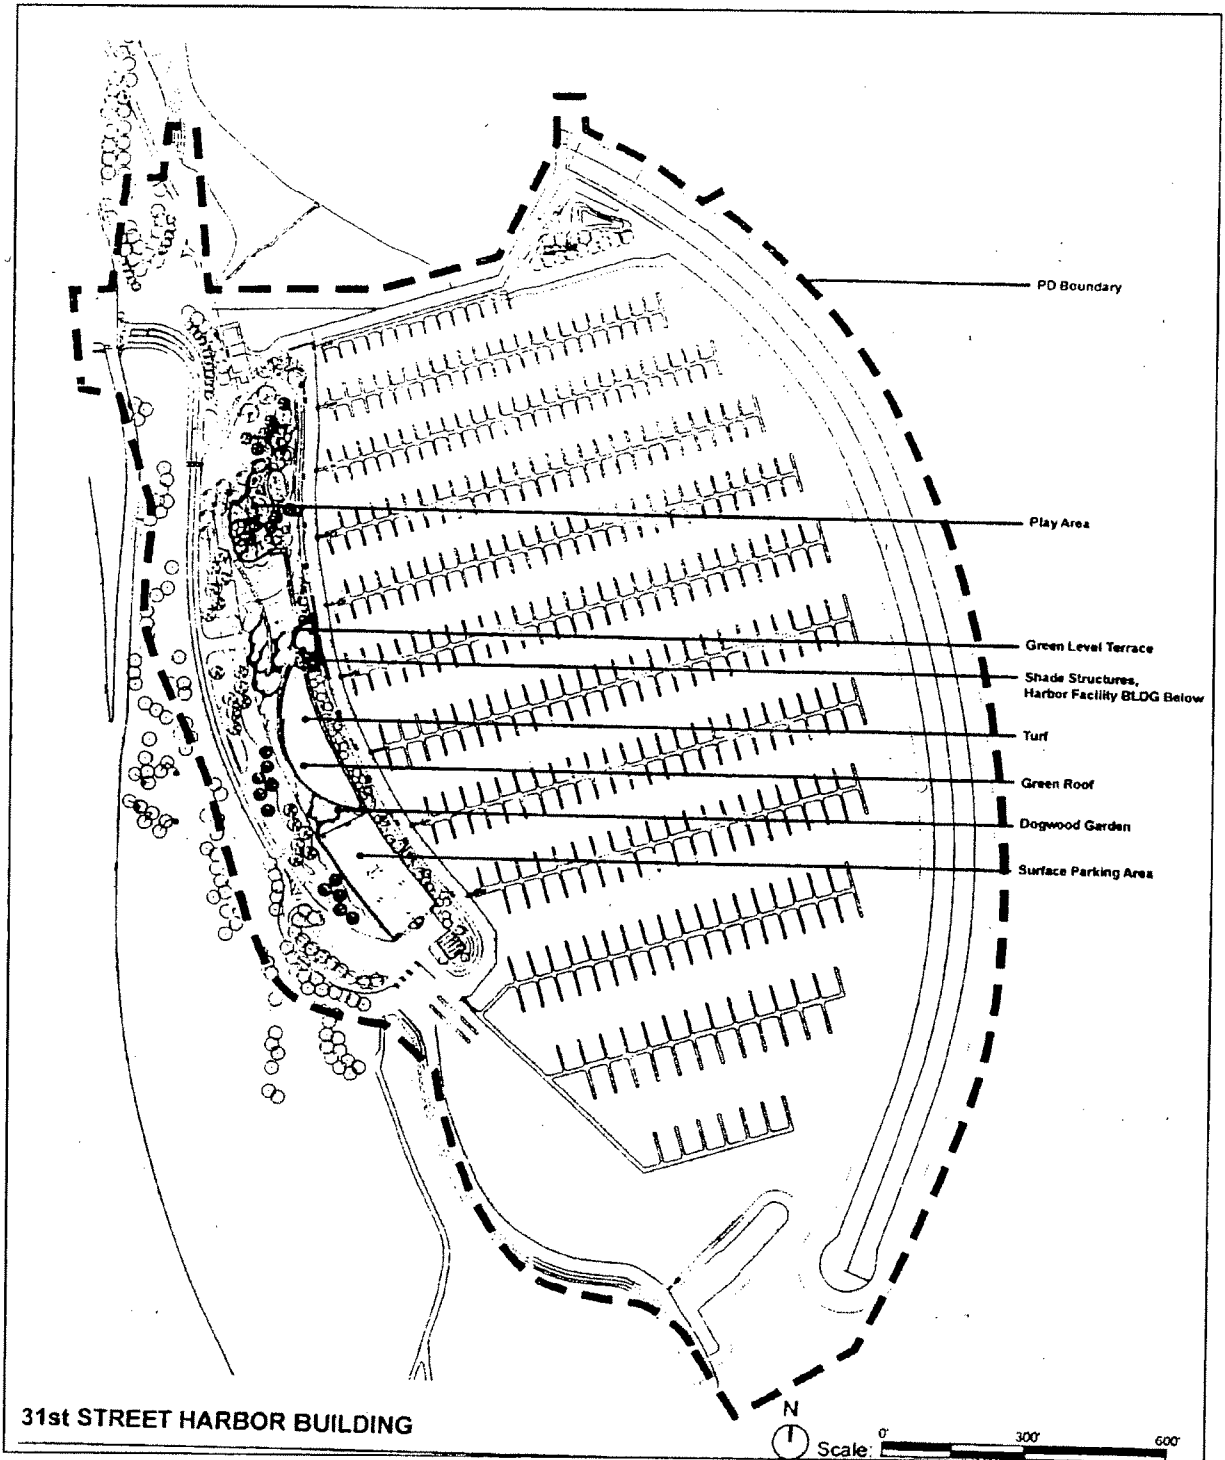 PD Boundary
Play Area
Green Level Terrace
Shade Structures,
Harbor Facility BLDG Below
Turf
Green Roof
Dogwood Garden
Surface Parking Area
31st STREET HARBOR BUILDING
N
Scale: 0' 300' 600'